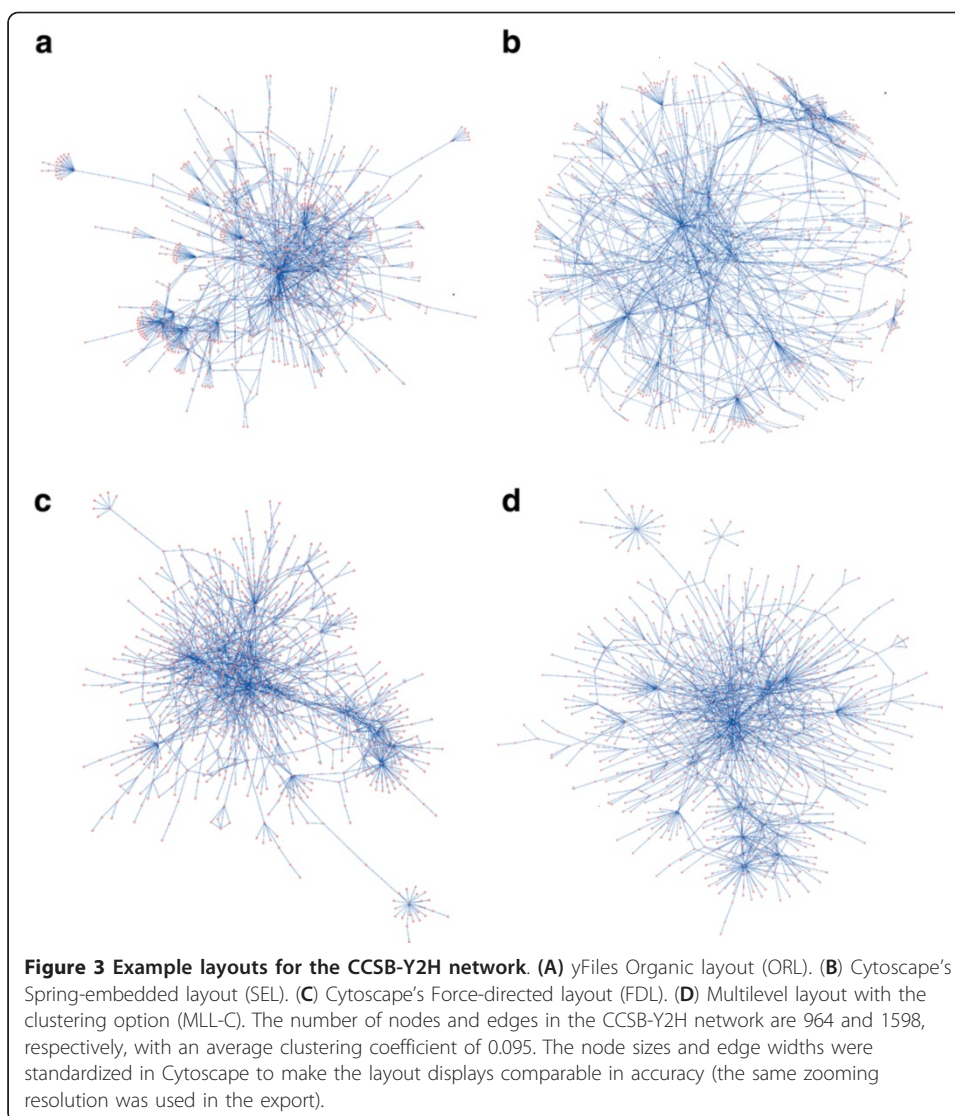 a
b
c
d
Figure 3 Example layouts for the CCSB-Y2H network. (A) yFiles Organic layout (ORL). (B) Cytoscape's
Spring-embedded layout (SEL). (C) Cytoscape's Force-directed layout (FDL). (D) Multilevel layout with the
clustering option (MLL-C). The number of nodes and edges in the CCSB-Y2H network are 964 and 1598,
respectively, with an average clustering coefficient of 0.095. The node sizes and edge widths were
standardized in Cytoscape to make the layout displays comparable in accuracy (the same zooming
resolution was used in the export).